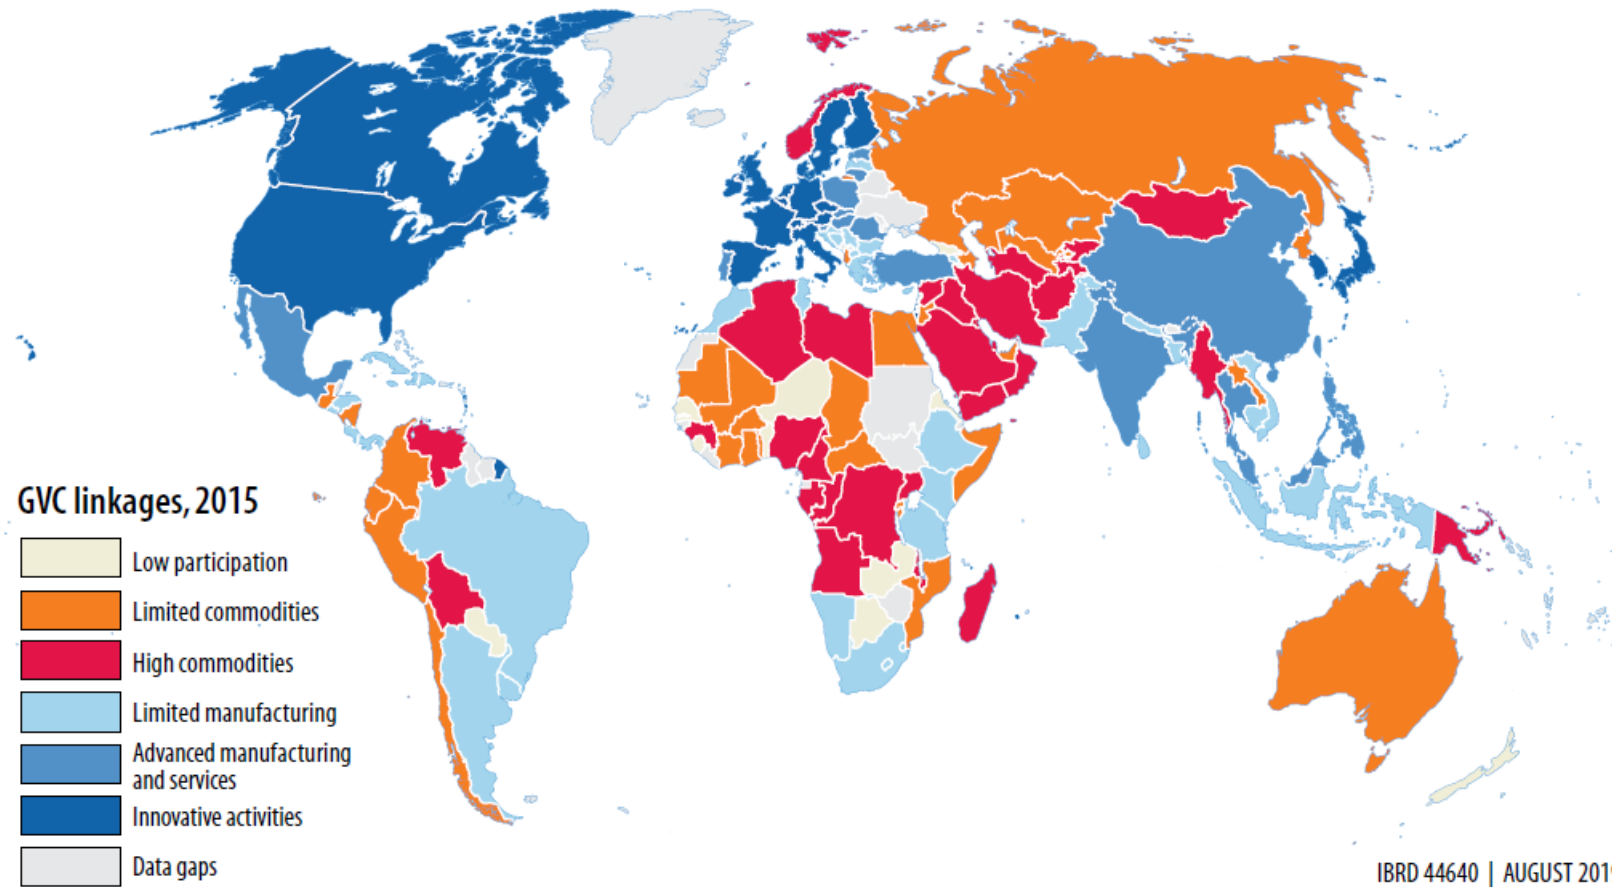 GVC linkages, 2015
Low participation
Limited commodities
High commodities
Limited manufacturing
Advanced manufacturing
and services
Innovative activities
Data gaps
IBRD 44640 | AUGUST 2019